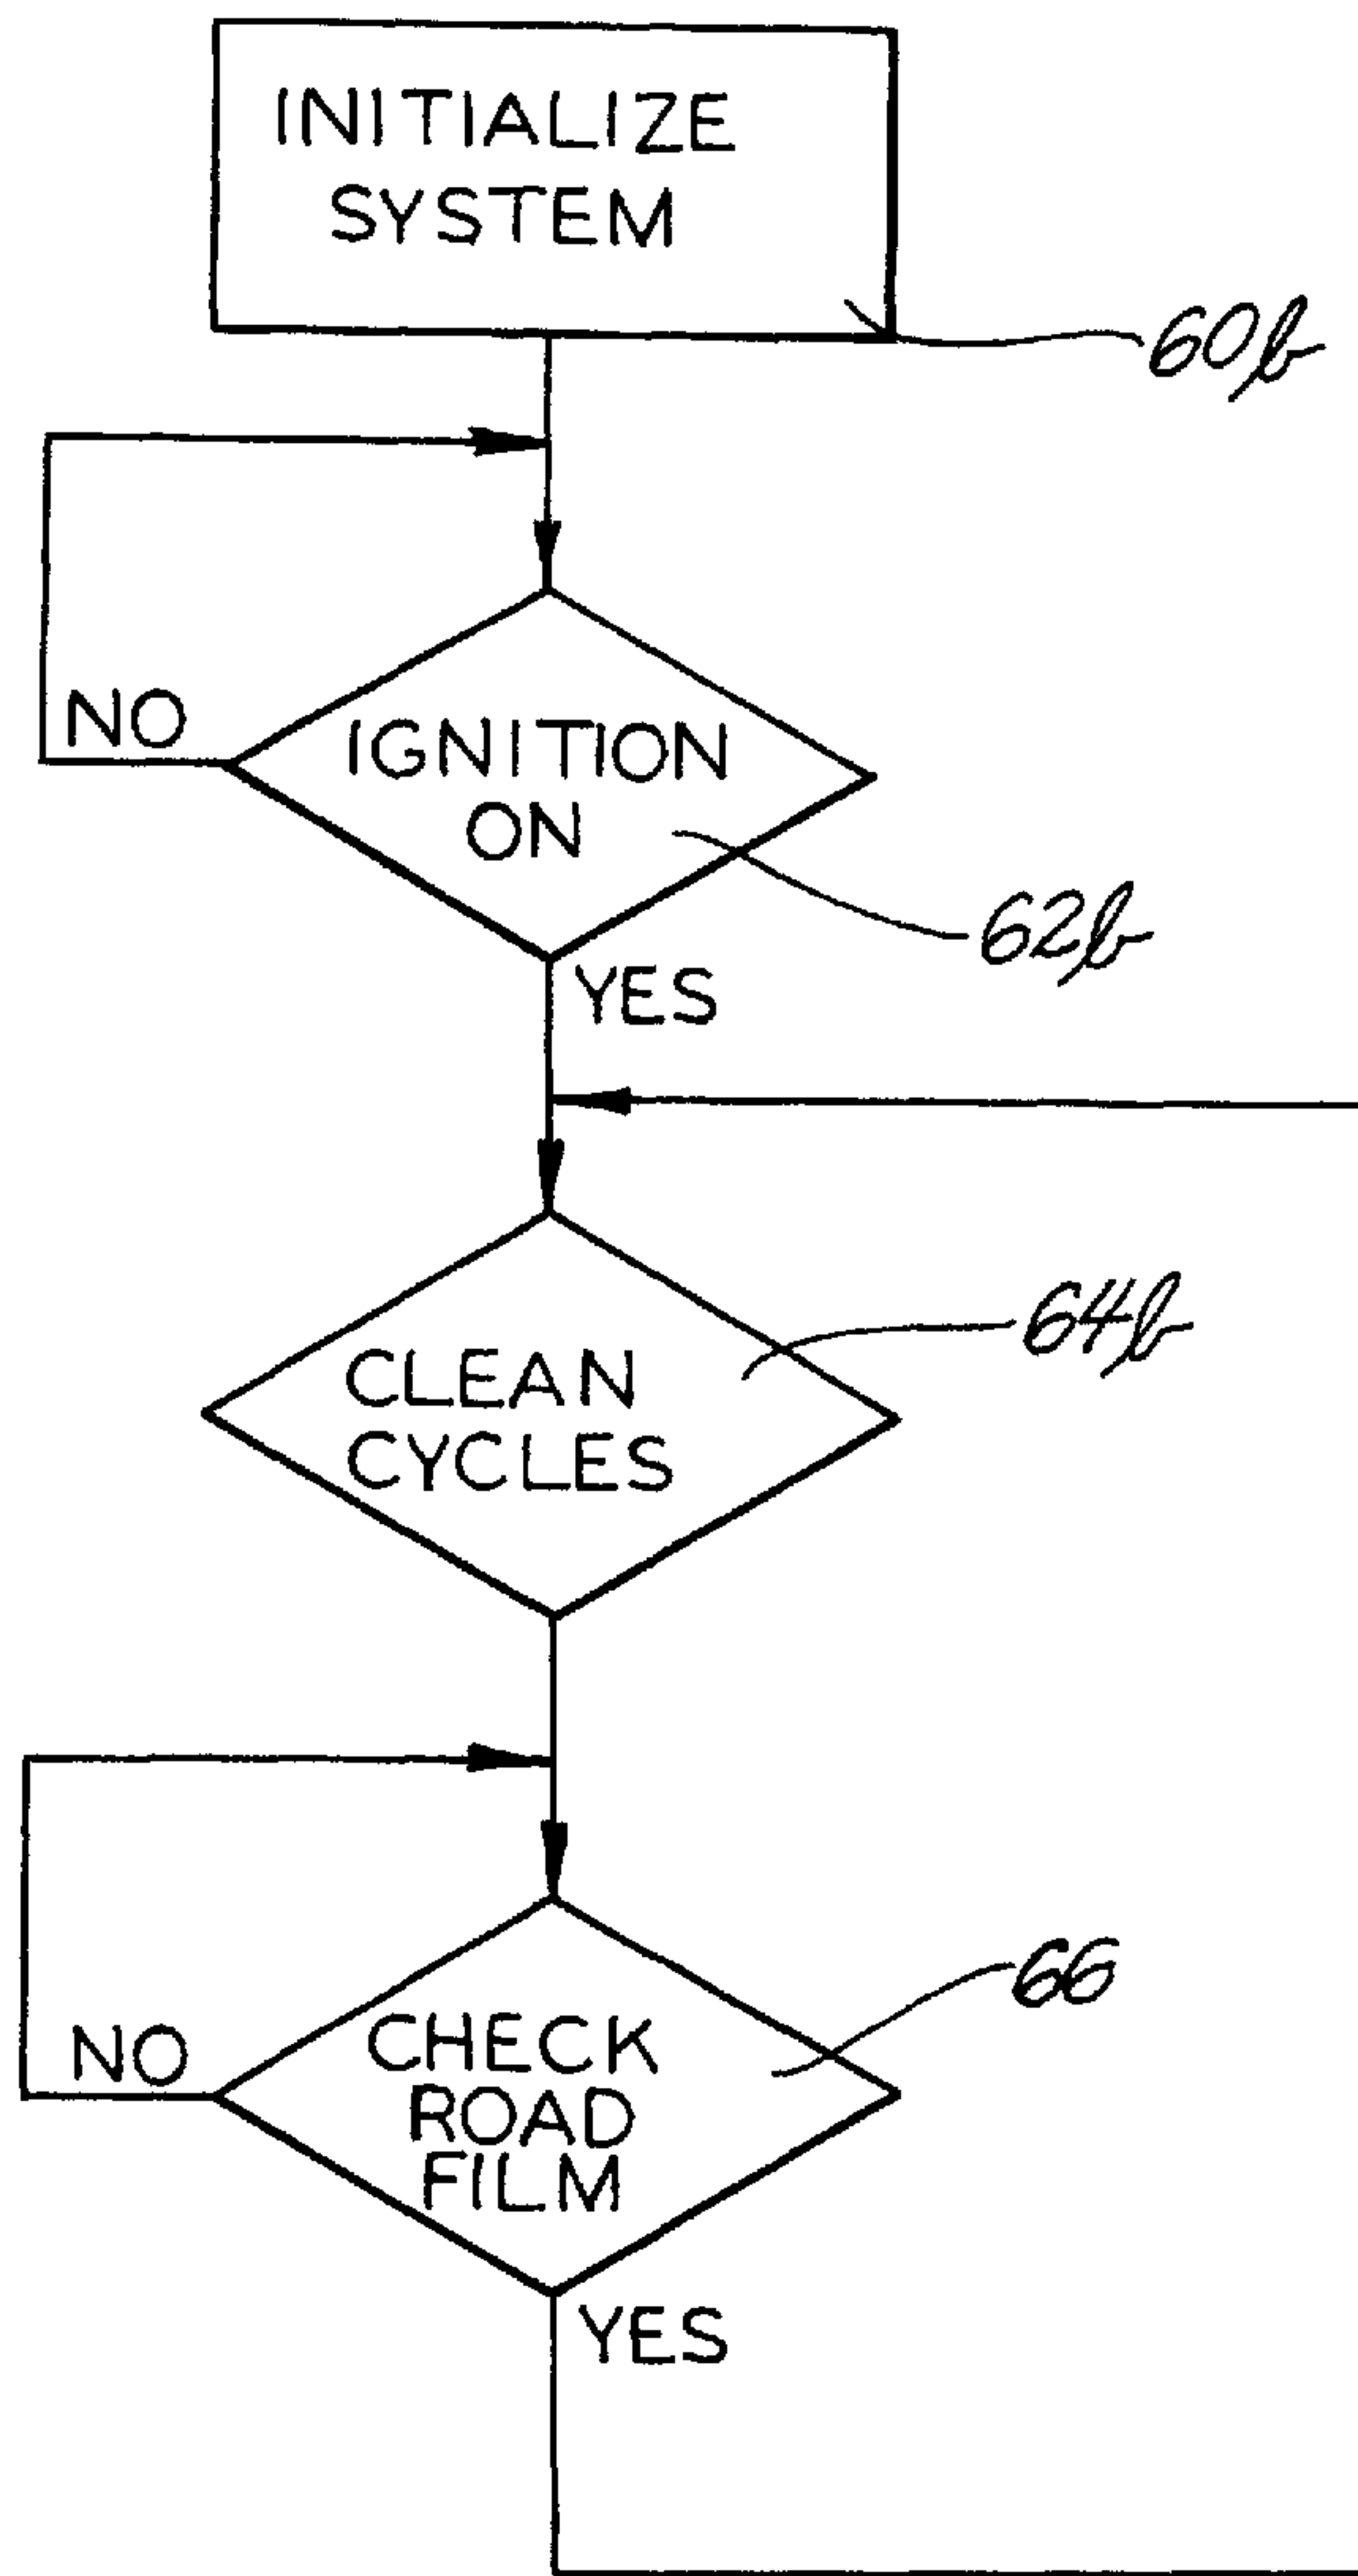 INITIALIZE
SYSTEM
60b
NO
IGNITION
ON
62b
YES
64b
CLEAN
CYCLES
66
NO
CHECK
ROAD
FILM
YES